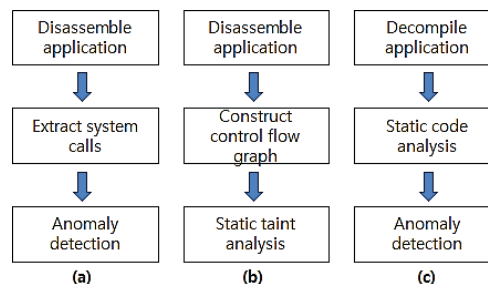 Disassemble
application
Disassemble
application
Decompile
application
Extract system
calls
Construct
control flow
graph
Static code
analysis
Anomaly
detection
Static taint
analysis
Anomaly
detection
(a)
(b)
(c)